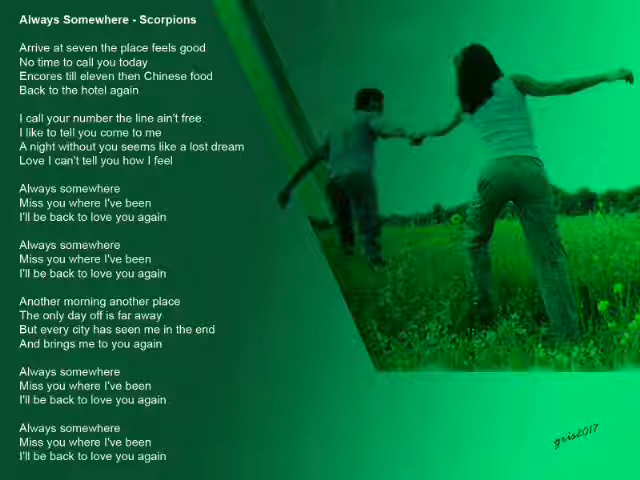 Always Somewhere - Scorpions
Arrive at seven the place feels good
No time to call you today
Encores till eleven then Chinese food
Back to the hotel again
I call your number the line ain't free
I like to tell you come to me
A night without you seems like a lost dream
Love I can't tell you how I feel
Always somewhere
Miss you where I've been
I'll be back to love you again
Always somewhere
Miss you where I've been
I'll be back to love you again
Another morning another place
The only day off is far away
But every city has seen me in the end
And brings me to you again
Always somewhere
Miss you where I've been
I'll be back to love you again
Always somewhere
Miss you where I've been
I'll be back to love you again
gris2017